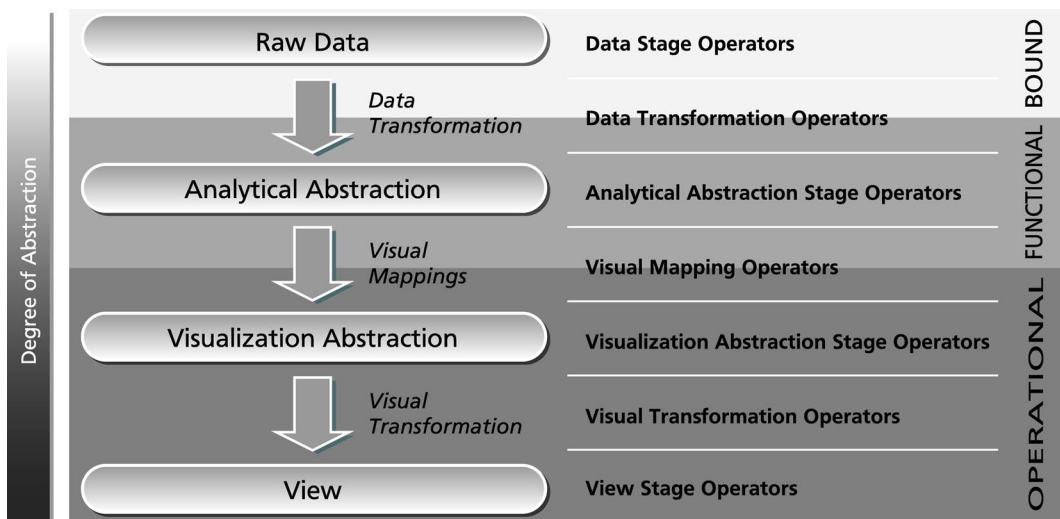 Degree of Abstraction
Raw Data
Data Stage Operators
Data
Transformation
Data Transformation Operators
Analytical Abstraction
Analytical Abstraction Stage Operators
Visual
Mappings
Visual Mapping Operators
Visualization Abstraction
Visualization Abstraction Stage Operators
Visual
Transformation
Visual Transformation Operators
View
View Stage Operators
BOUND
FUNCTIONAL
OPERATIONAL